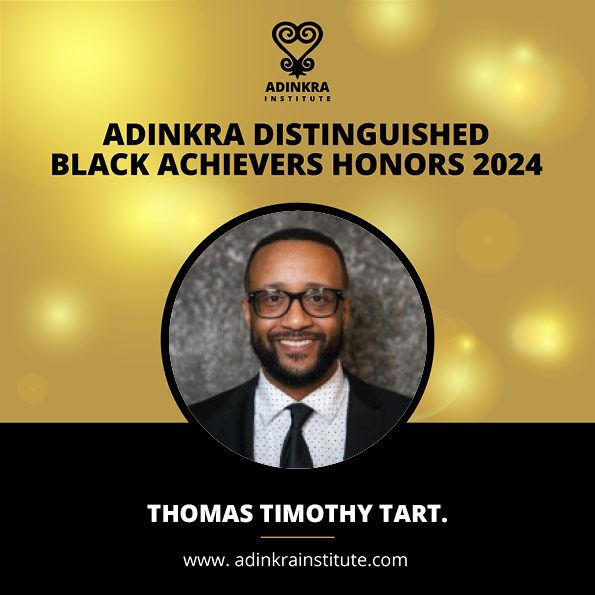 ADINKRA
INSTITUTE
ADINKRA DISTINGUISHED
BLACK ACHIEVERS HONORS 2024
THOMAS TIMOTHY TART.
www. adinkrainstitute.com